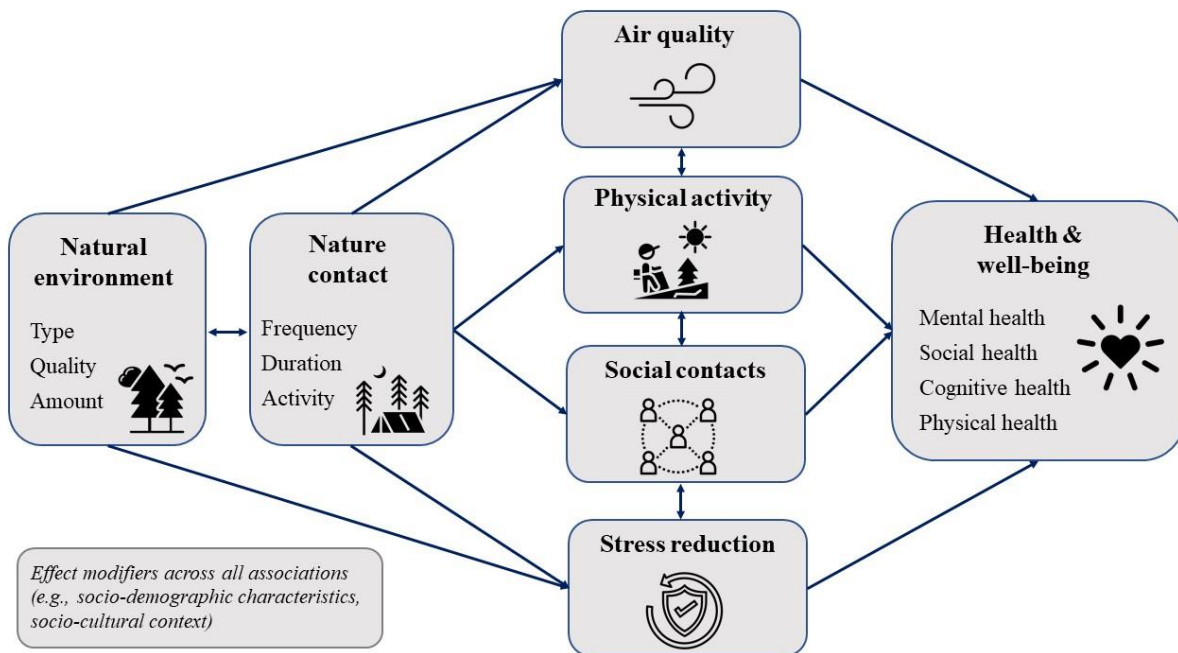 Air quality
Physical activity
Natural
environment
Type
Quality
Amount
Nature
contact
Frequency
Duration
Activity
Social contacts
Stress reduction
Health &
well-being
Mental health
Social health
Cognitive health
Physical health
Effect modifiers across all associations
(e.g., socio-demographic characteristics,
socio-cultural context)